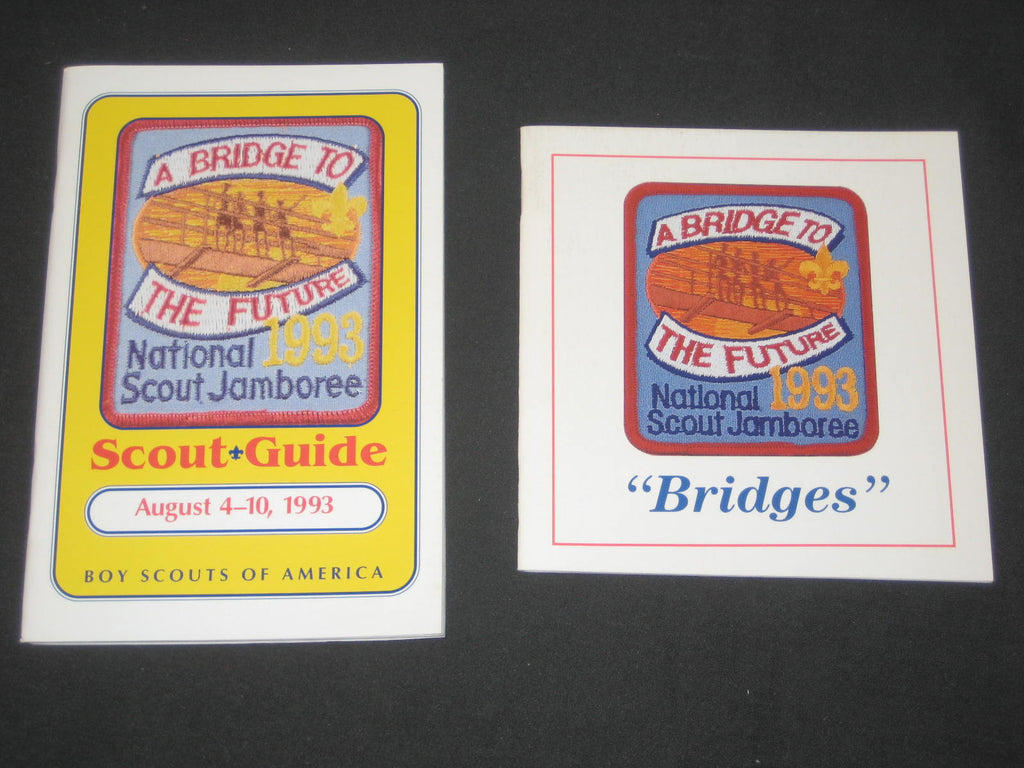 A BRIDGE TO
THE FUTURE
1993
National
Scout Jamboree
Scout Guide
August 4–10, 1993
BOY SCOUTS OF AMERICA
A BRIDGE TO
THE FUTURE
1993
National
Scout Jamboree
“Bridges”